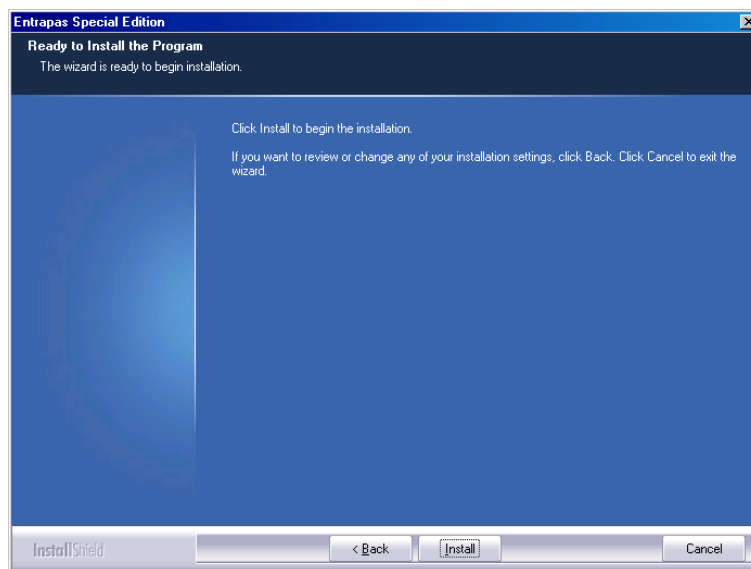 Entrapas Special Edition
Ready to Install the Program
The wizard is ready to begin installation.
Click Install to begin the installation.
If you want to review or change any of your installation settings, click Back. Click Cancel to exit the
wizard.
InstallShield
< Back
Install
Cancel